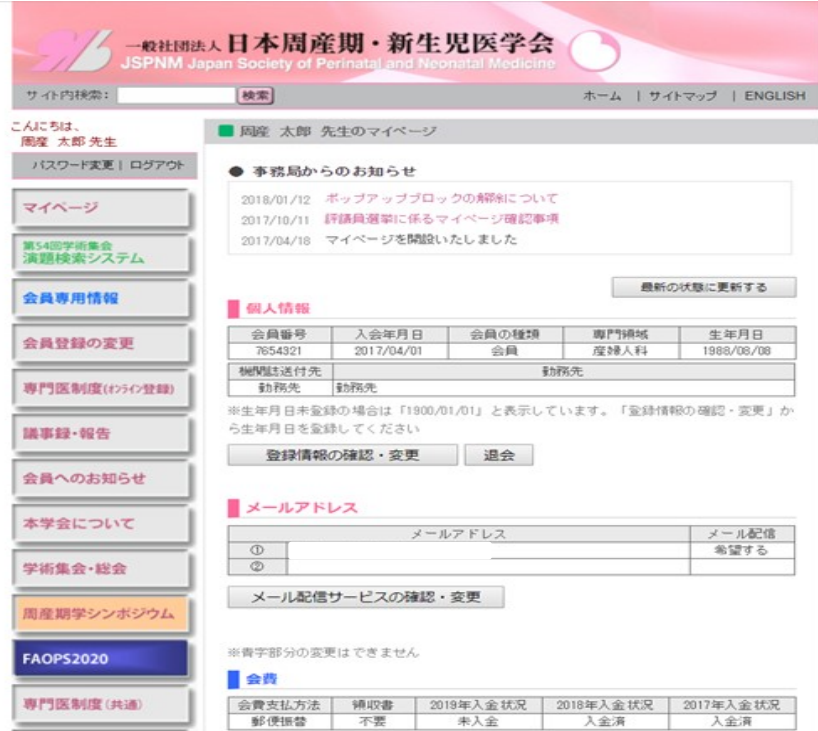 一般社団法人 日本周産期・新生児医学会
JSPNM Japan Society of Perinatal and Neonatal Medicine
サイト内検索： 検索 ホーム | サイトマップ | ENGLISH
こんにちは、
周産 太郎 先生
パスワード変更 | ログアウト
マイページ
第54回学術集会
演題検索システム
会員専用情報
会員登録の変更
専門医制度(オンライン登録)
議事録・報告
会員へのお知らせ
本学会について
学術集会・総会
周産期学シンポジウム
FAOPS2020
専門医制度(共通)
周産 太郎 先生のマイページ
● 事務局からのお知らせ
2018/01/12 ポップアップブロックの解除について
2017/10/11 評議員選挙に係るマイページ確認事項
2017/04/18 マイページを開設いたしました
最新の状態に更新する
個人情報
会員番号 入会年月日 会員の種類 専門領域 生年月日
7654321 2017/04/01 会員 産婦人科 1988/08/08
機関誌送付先 勤務先
勤務先 勤務先
※生年月日未登録の場合は「1900/01/01」と表示しています。「登録情報の確認・変更」か
ら生年月日を登録してください
登録情報の確認・変更 退会
メールアドレス
メールアドレス メール配信
① 希望する
②
メール配信サービスの確認・変更
※青字部分の変更はできません
会費
会費支払方法 領収書 2019年入金状況 2018年入金状況 2017年入金状況
郵便振替 不要 未入金 入金済 入金済